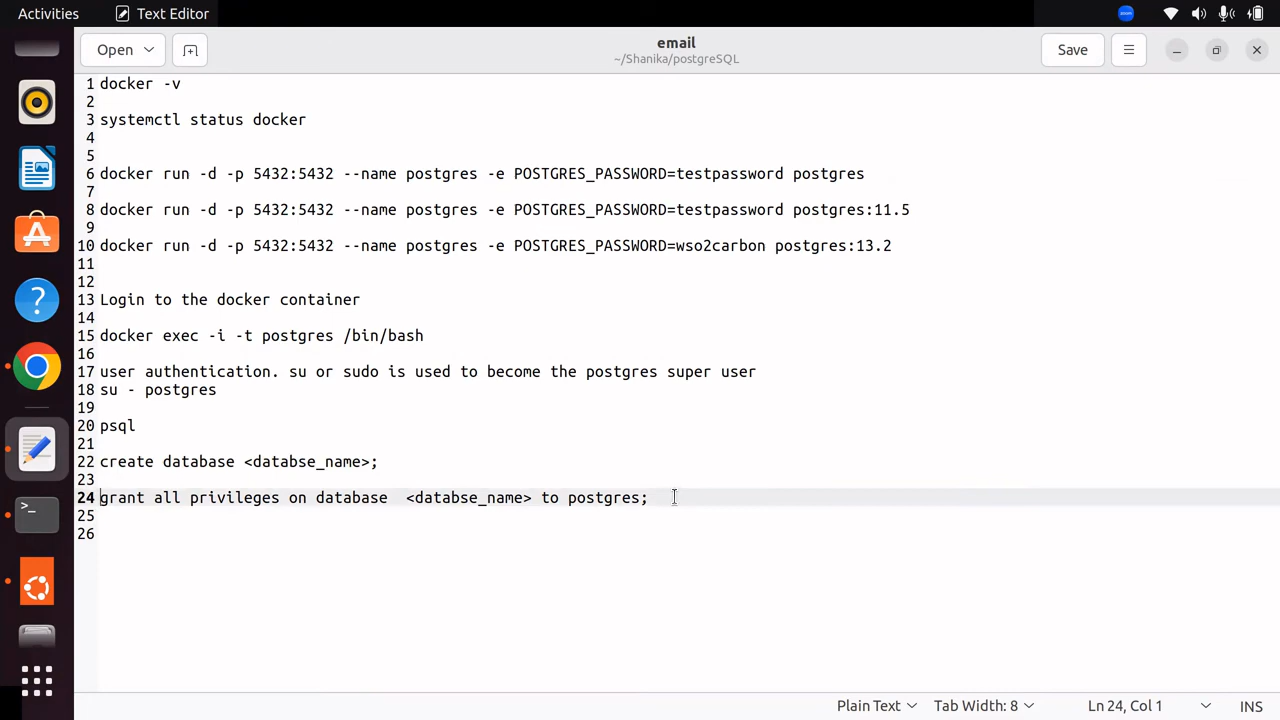 Activities
Text Editor
zoom
Open
email
~/Shanika/postgreSQL
Save
1 docker -v
2
3 systemctl status docker
4
5
6 docker run -d -p 5432:5432 --name postgres -e POSTGRES_PASSWORD=testpassword postgres
7
8 docker run -d -p 5432:5432 --name postgres -e POSTGRES_PASSWORD=testpassword postgres:11.5
9
10 docker run -d -p 5432:5432 --name postgres -e POSTGRES_PASSWORD=wso2carbon postgres:13.2
11
12
13 Login to the docker container
14
15 docker exec -i -t postgres /bin/bash
16
17 user authentication. su or sudo is used to become the postgres super user
18 su - postgres
19
20 psql
21
22 create database <databse_name>;
23
24 grant all privileges on database  <databse_name> to postgres;
25
26
Plain Text
Tab Width: 8
Ln 24, Col 1
INS